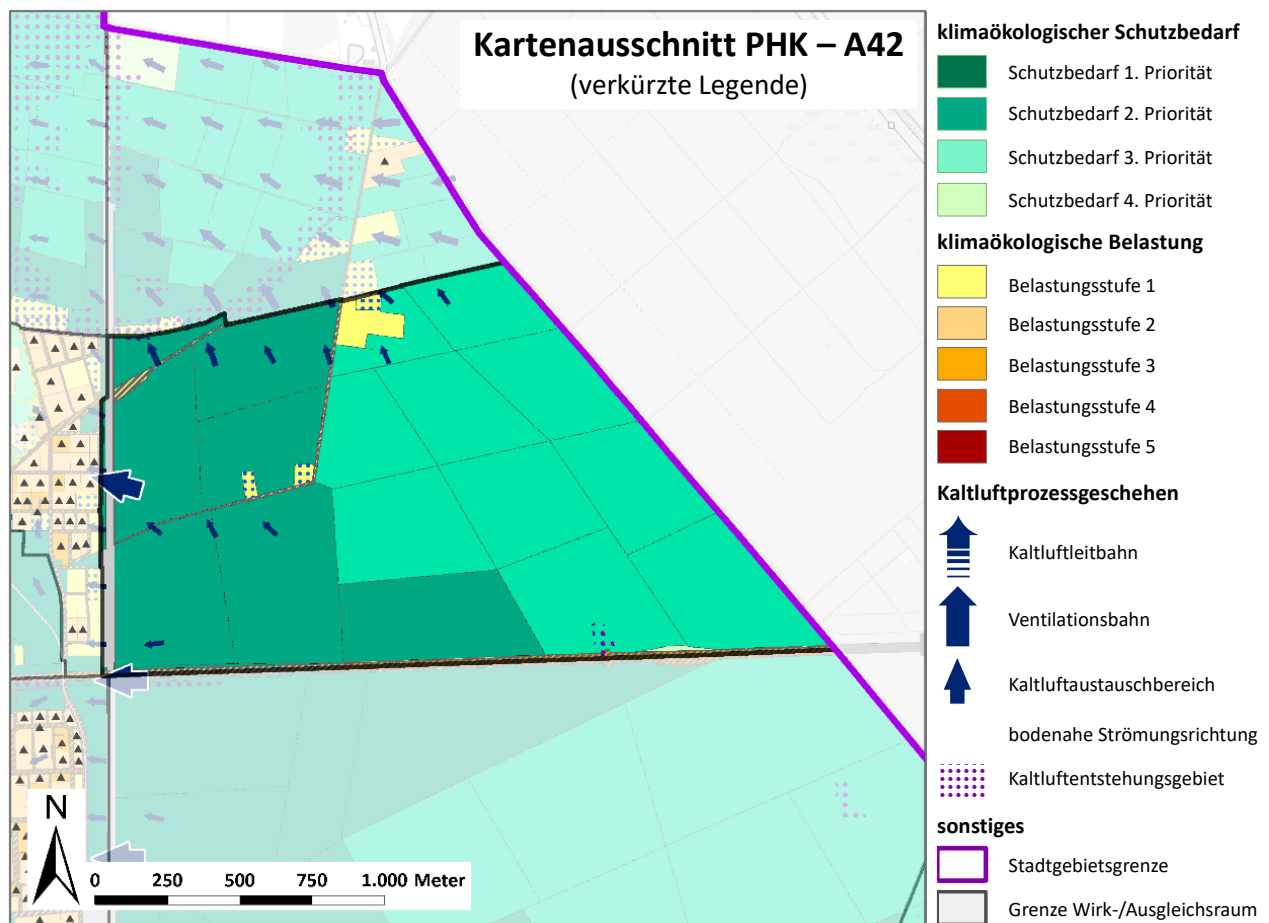 Kartenausschnitt PHK – A42
(verkürzte Legende)
klimaökologischer Schutzbedarf
Schutzbedarf 1. Priorität
Schutzbedarf 2. Priorität
Schutzbedarf 3. Priorität
Schutzbedarf 4. Priorität
klimaökologische Belastung
Belastungsstufe 1
Belastungsstufe 2
Belastungsstufe 3
Belastungsstufe 4
Belastungsstufe 5
Kaltluftprozessgeschehen
Kaltluftleitbahn
Ventilationsbahn
Kaltluftaustauschbereich
bodenahe Strömungsrichtung
Kaltluftentstehungsgebiet
sonstiges
Stadtgebietsgrenze
Grenze Wirk-/Ausgleichsraum
N
0 250 500 750 1.000 Meter